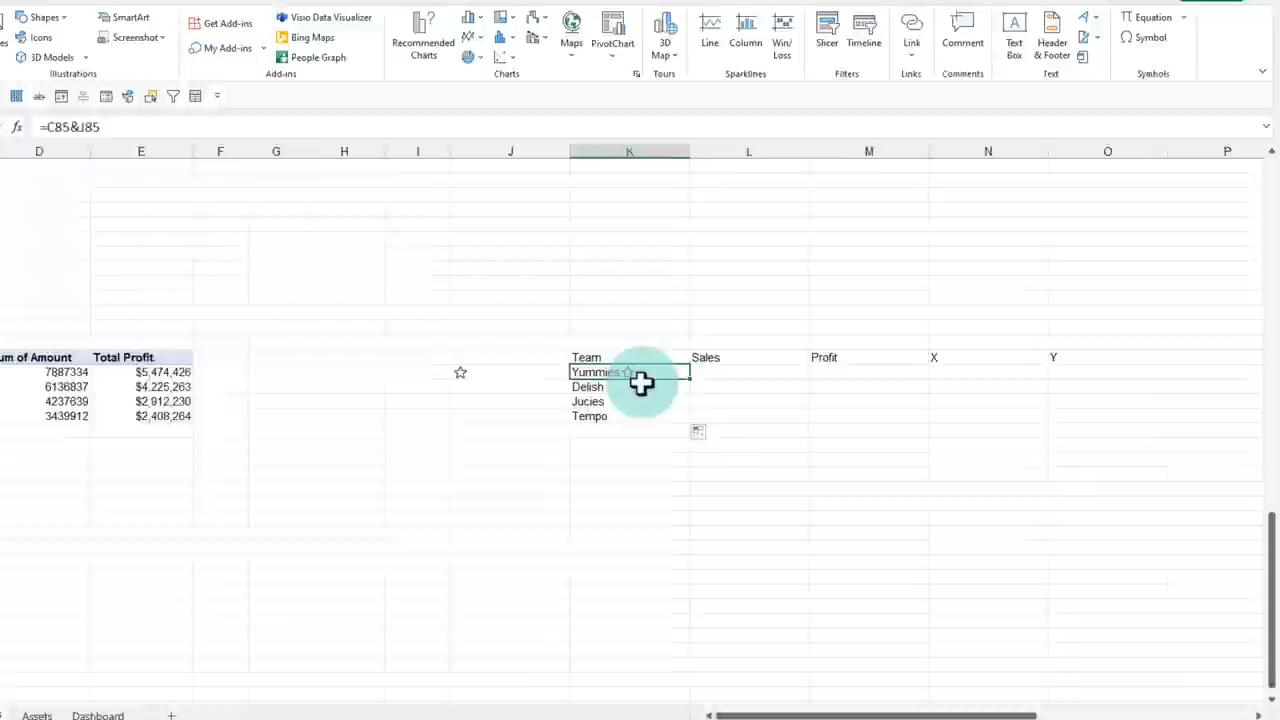 Shapes
SmartArt
Get Add-ins
Visio Data Visualizer
Icons
Screenshot
My Add-ins
Bing Maps
Recommended
Charts
Maps
PivotChart
3D
Map
Line
Column
Win/
Loss
Slicer
Timeline
Link
Comment
Text
Box
Header
& Footer
Equation
Symbol
3D Models
People Graph
Illustrations
Add-ins
Charts
Tours
Sparklines
Filters
Links
Comments
Text
Symbols
ab
fx =C85&J85
D E F G H I J K L M N O P
um of Amount Total Profit Team Sales Profit X Y
7887334 $5,474,426 ☆ Yummies ☆
6136837 $4,225,263 Delish
4237639 $2,912,230 Jucies
3439912 $2,408,264 Tempo
Assets Dashboard +